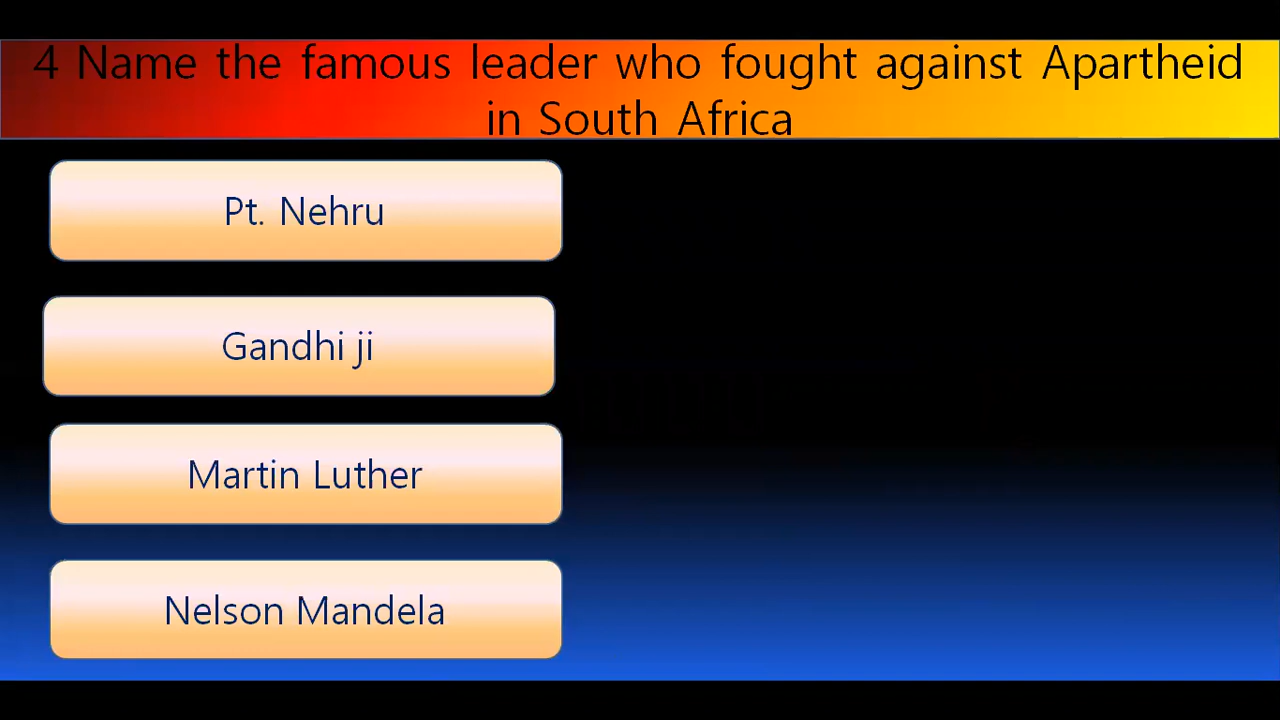 4 Name the famous leader who fought against Apartheid
in South Africa
Pt. Nehru
Gandhi ji
Martin Luther
Nelson Mandela